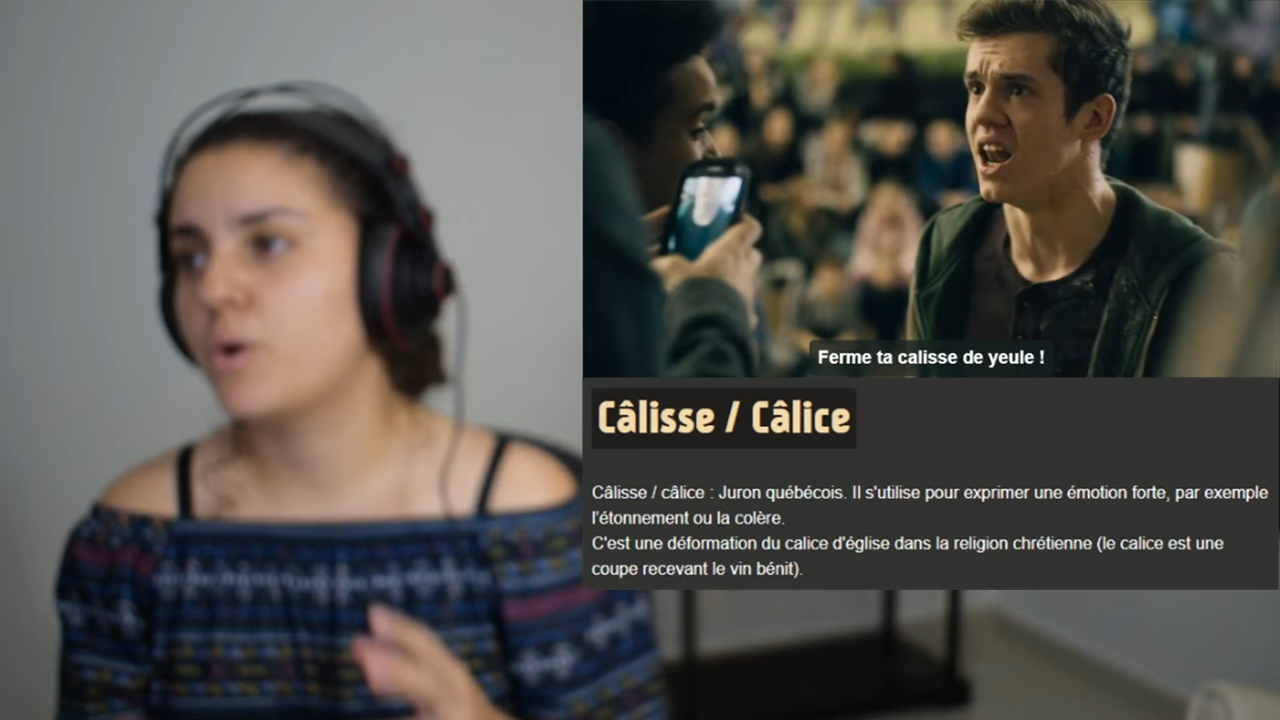 Ferme ta calisse de yeule !
Câlisse / Câlice
Câlisse / câlice : Juron québécois. Il s'utilise pour exprimer une émotion forte, par exemple
l'étonnement ou la colère.
C'est une déformation du calice d'église dans la religion chrétienne (le calice est une
coupe recevant le vin bénit).